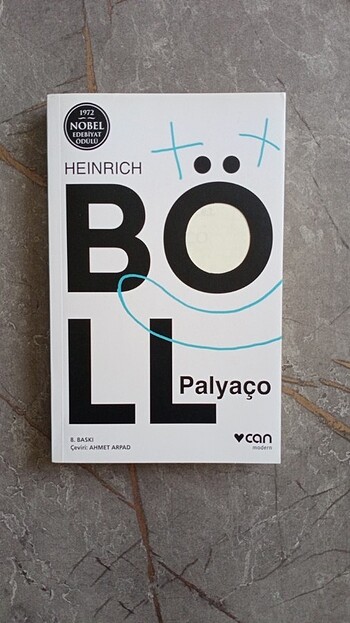 1972
NOBEL
EDEBİYAT
ÖDÜLÜ
HEINRICH
BÖ
LL
Palyaço
8. BASKI
Çeviri: AHMET ARPAD
can
modern